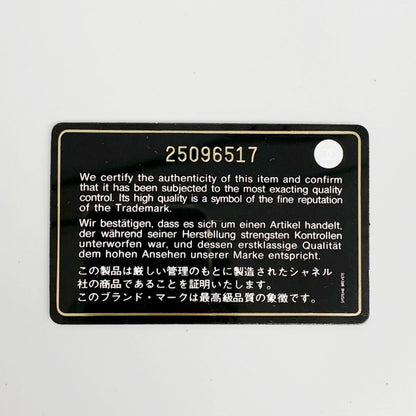 25096517
We certify the authenticity of this item and confirm
that it has been subjected to the most exacting quality
control. Its high quality is a symbol of the fine reputation
of the Trademark.
Wir bestätigen, dass es sich um einen Artikel handelt,
der während seiner Herstellung strengsten Kontrollen
unterworfen war, und dessen erstklassige Qualität
dem hohen Ansehen unserer Marke entspricht.
この製品は厳しい管理のもとに製造されたシャネル
社の商品であることを証明いたします。
このブランド・マークは最高級品質の象徴です。